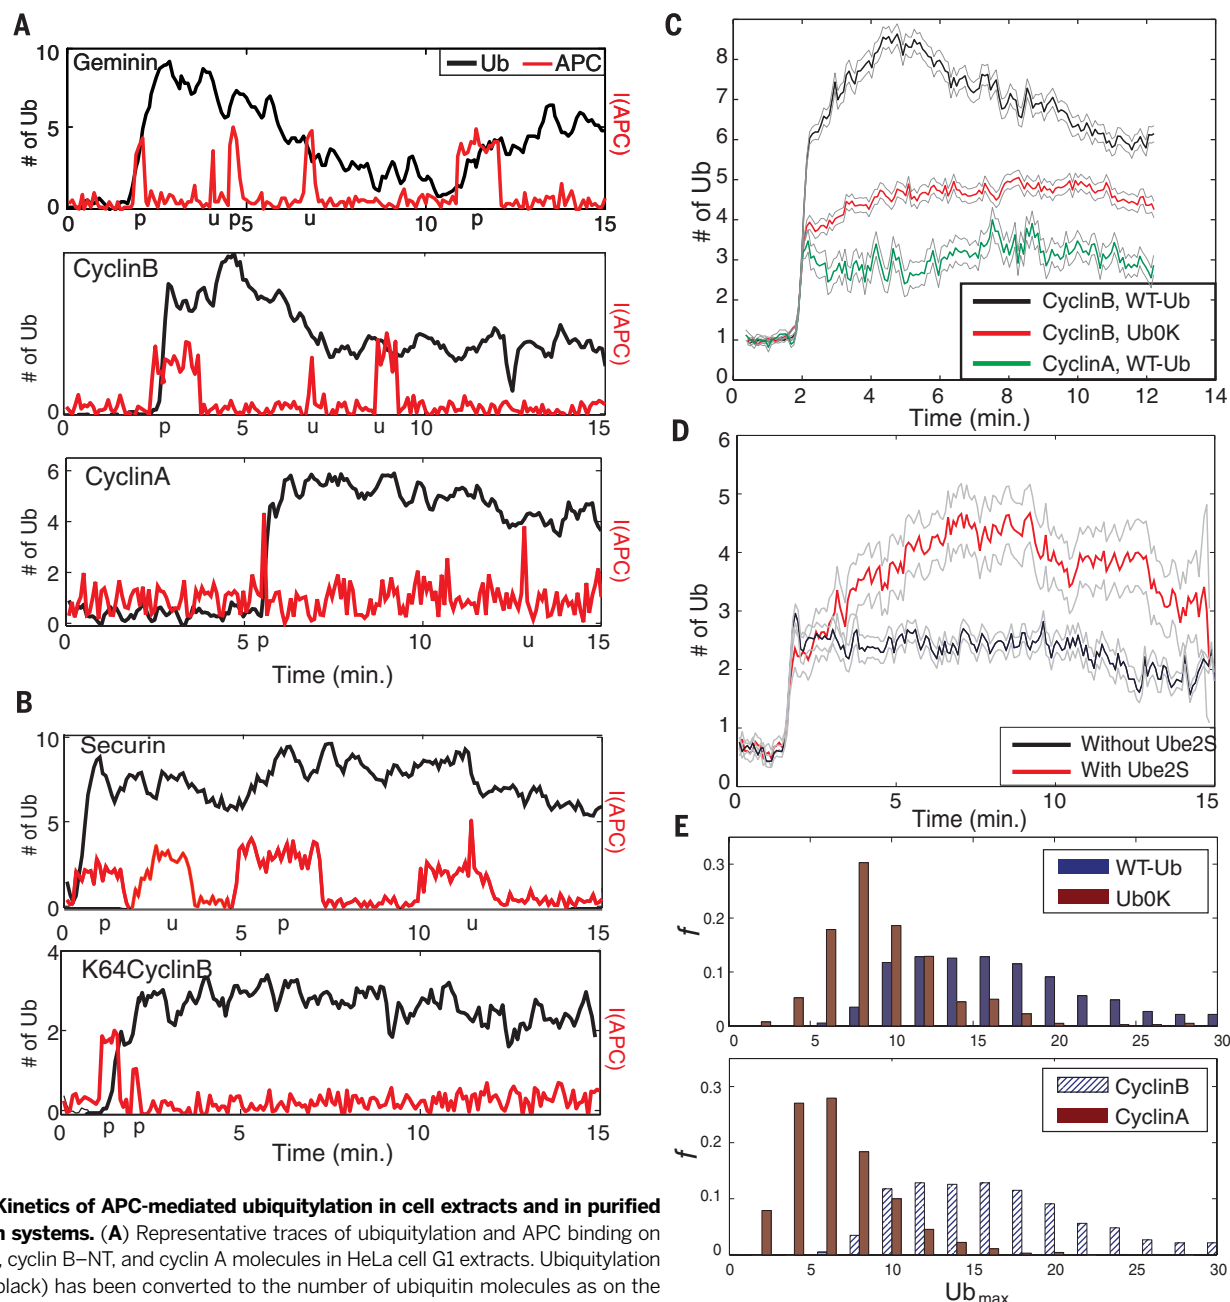 A
Geminin
Ub
APC
10
5
0
# of Ub
I(APC)
0
p
u
p
5
u
10
p
15
CyclinB
# of Ub
I(APC)
0
0
p
5
u
u
10
15
CyclinA
6
4
2
0
# of Ub
I(APC)
0
5
p
10
u
15
Time (min.)
B
Securin
10
5
0
# of Ub
I(APC)
0
p
u
5
p
10
u
15
K64CyclinB
4
2
0
# of Ub
I(APC)
0
p
p
5
10
15
Time (min.)
C
8
7
6
5
4
3
2
1
0
# of Ub
CyclinB, WT-Ub
CyclinB, Ub0K
CyclinA, WT-Ub
0
2
4
6
8
10
12
14
Time (min.)
D
6
5
4
3
2
1
0
# of Ub
Without Ube2S
With Ube2S
0
5
10
15
Time (min.)
E
0.3
0.2
0.1
0
f
WT-Ub
Ub0K
0
5
10
15
20
25
30
0.3
0.2
0.1
0
f
CyclinB
CyclinA
0
5
10
15
20
25
30
Ubmax
Kinetics of APC-mediated ubiquitylation in cell extracts and in purified
systems. (A) Representative traces of ubiquitylation and APC binding on
, cyclin B–NT, and cyclin A molecules in HeLa cell G1 extracts. Ubiquitylation
black) has been converted to the number of ubiquitin molecules as on the